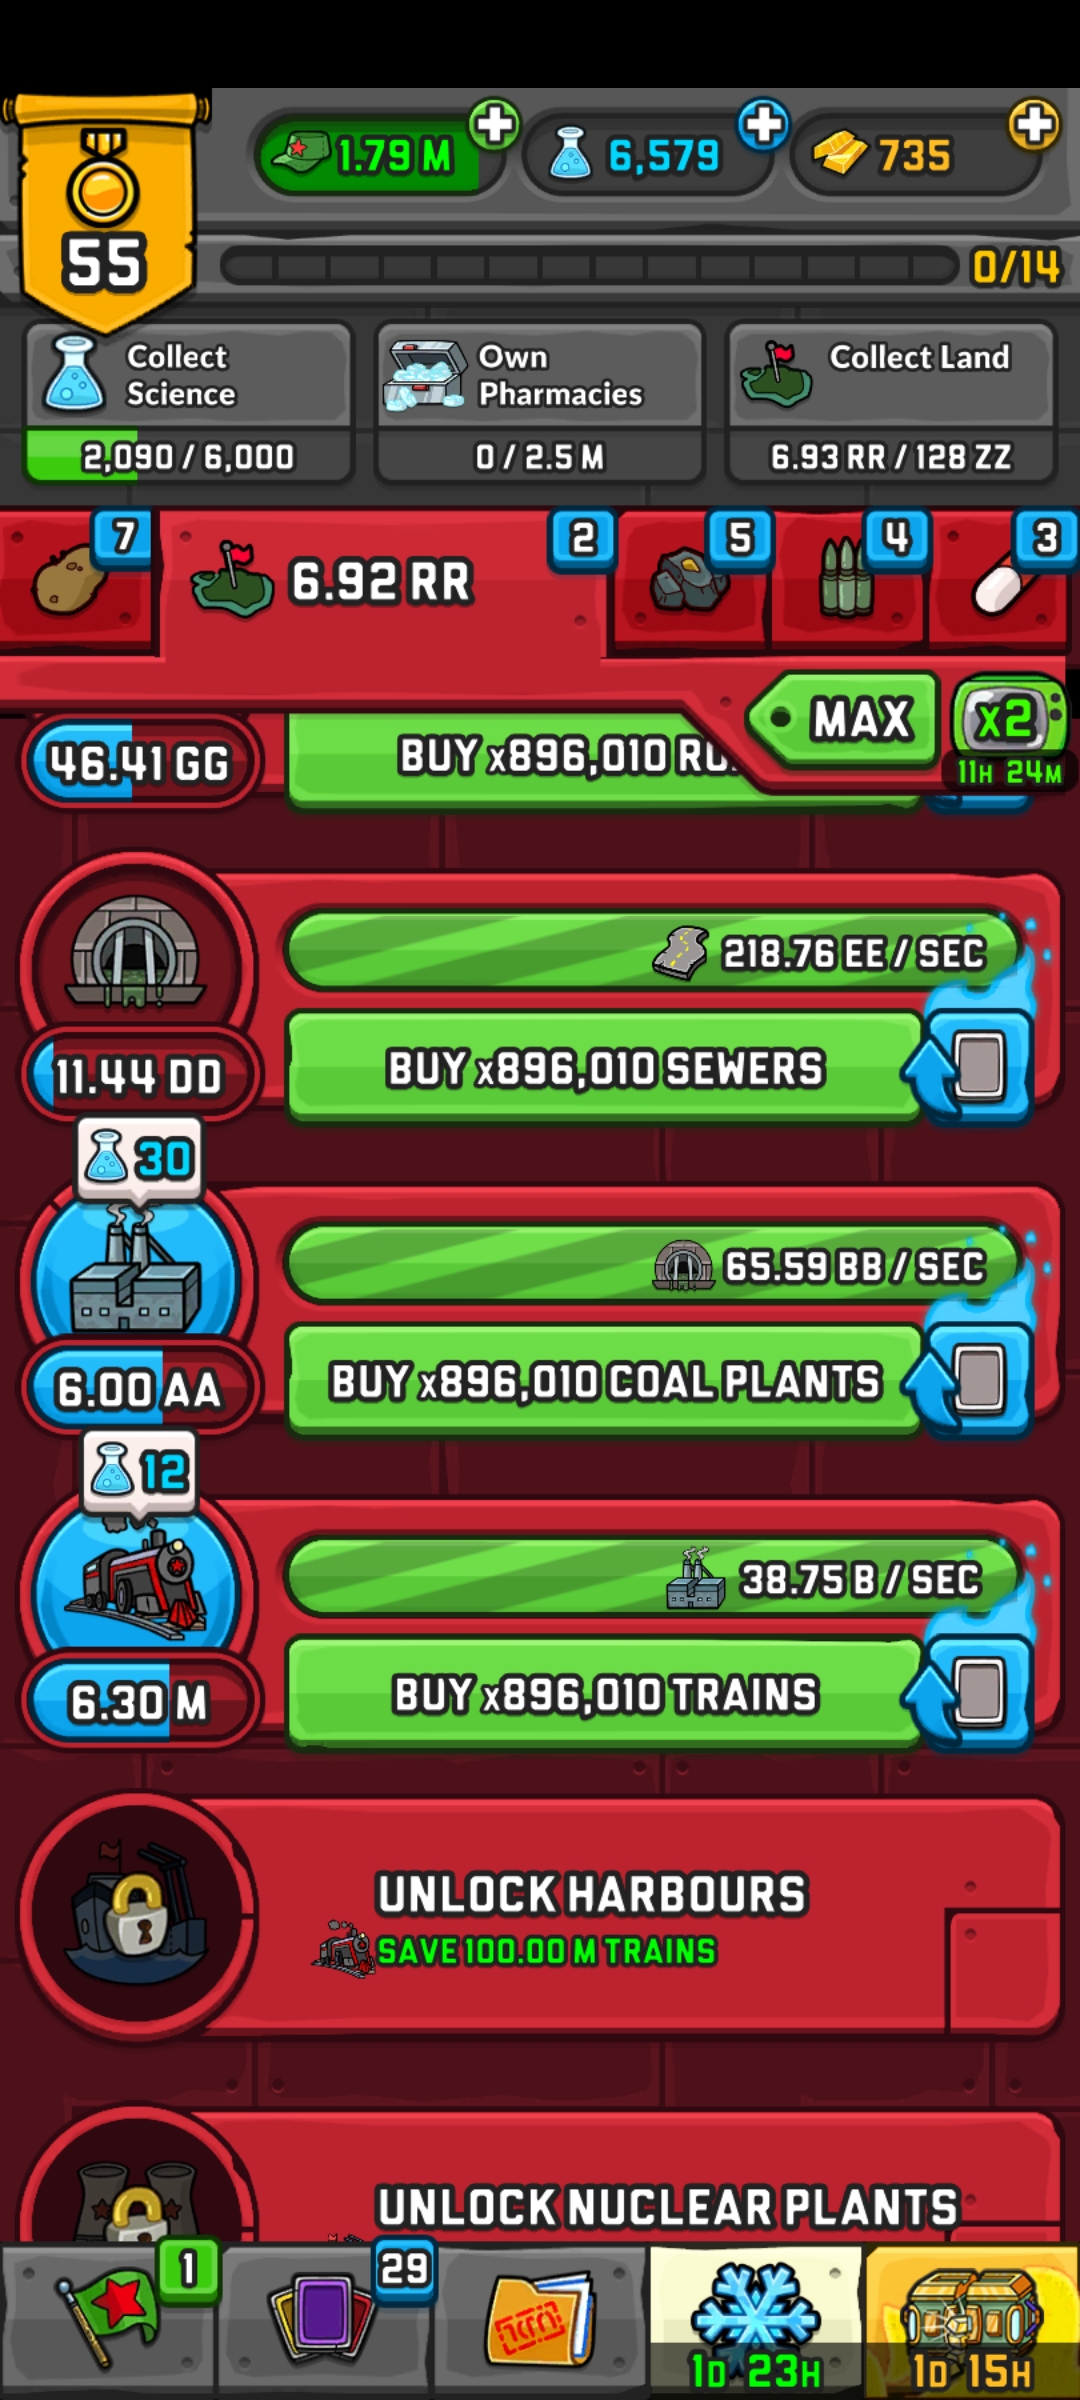 1.79 M
6,579
735
55
0/14
Collect
Science
2,090 / 6,000
Own
Pharmacies
0 / 2.5 M
Collect Land
6.93 RR / 128 ZZ
7
6.92 RR
2
5
4
3
MAX
x2
11H 24M
46.41 GG
BUY x896,010
218.76 EE / SEC
BUY x896,010 SEWERS
11.44 DD
30
65.59 BB / SEC
BUY x896,010 COAL PLANTS
6.00 AA
12
38.75 B / SEC
BUY x896,010 TRAINS
6.30 M
UNLOCK HARBOURS
SAVE 100.00 M TRAINS
UNLOCK NUCLEAR PLANTS
1
29
1D 23H
1D 15H